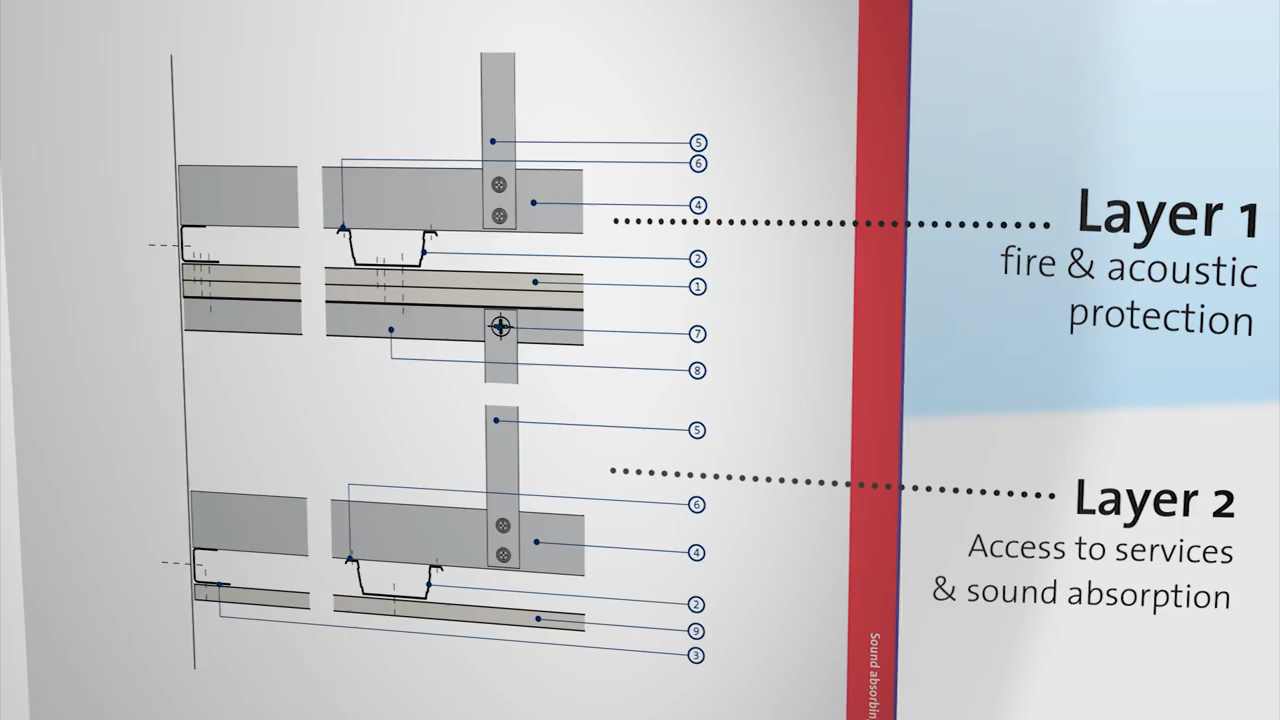 5
6
4
2
1
7
8
5
6
4
2
9
3
Layer 1
fire & acoustic
protection
Layer 2
Access to services
& sound absorption
Sound